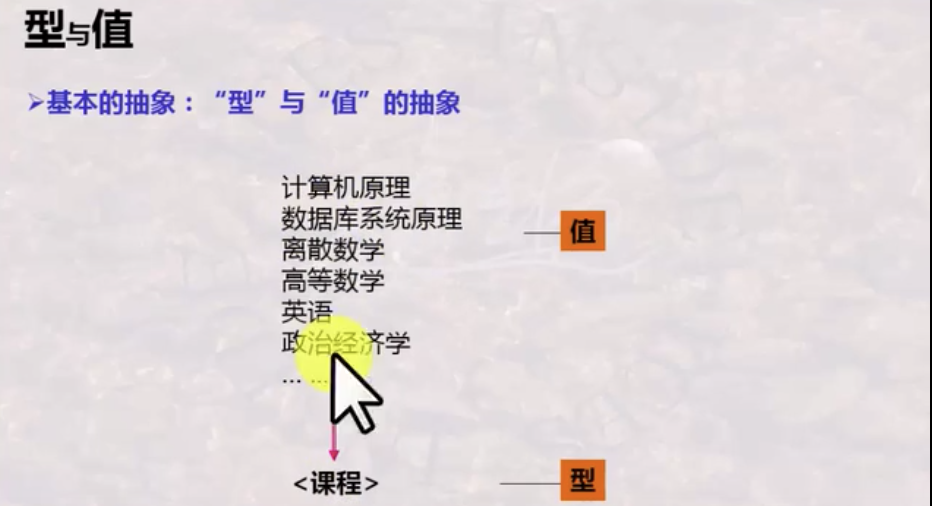 型与值
➢基本的抽象：“型”与“值”的抽象
计算机原理
数据库系统原理
离散数学
高等数学
英语
政治经济学
... ...
值
<课程>
型